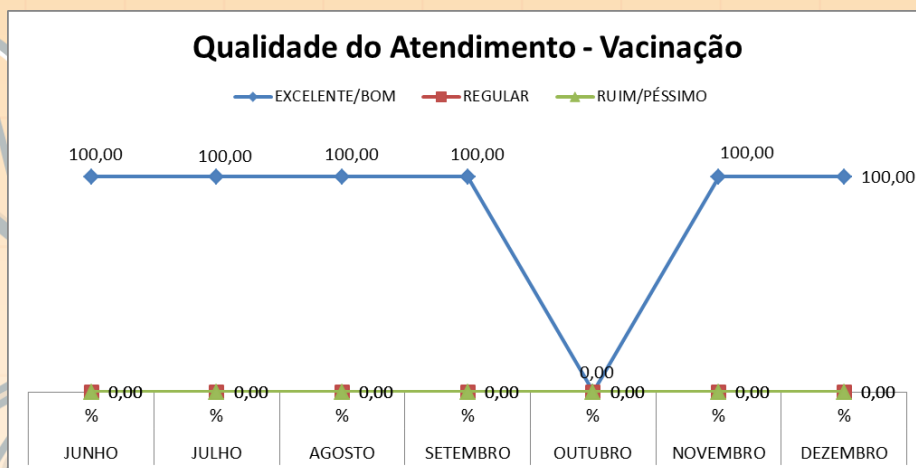 Qualidade do Atendimento - Vacinação
EXCELENTE/BOM REGULAR RUIM/PÉSSIMO
100,00 100,00 100,00 100,00 100,00 100,00
0,00
0,00 0,00 0,00 0,00 0,00 0,00 0,00
% % % % % % %
JUNHO JULHO AGOSTO SETEMBRO OUTUBRO NOVEMBRO DEZEMBRO